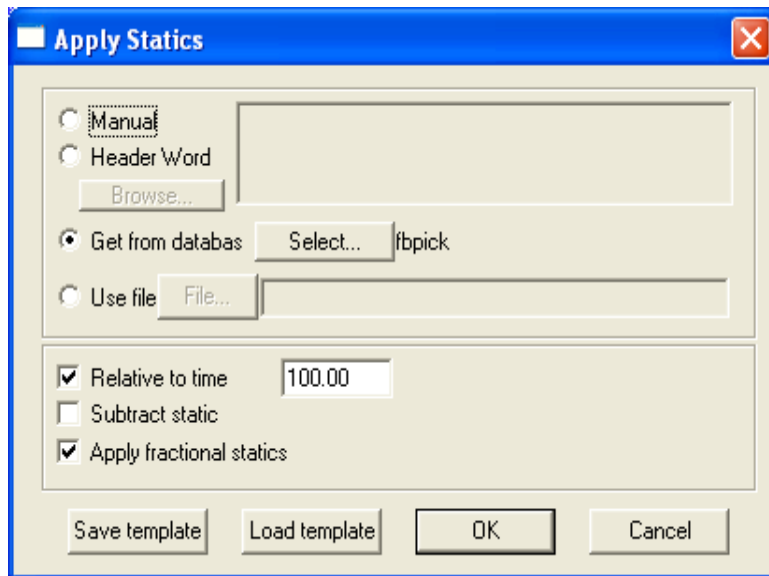 Apply Statics
Manual
Header Word
Browse...
Get from databas Select... fbpick
Use file File...
Relative to time 100.00
Subtract static
Apply fractional statics
Save template Load template OK Cancel